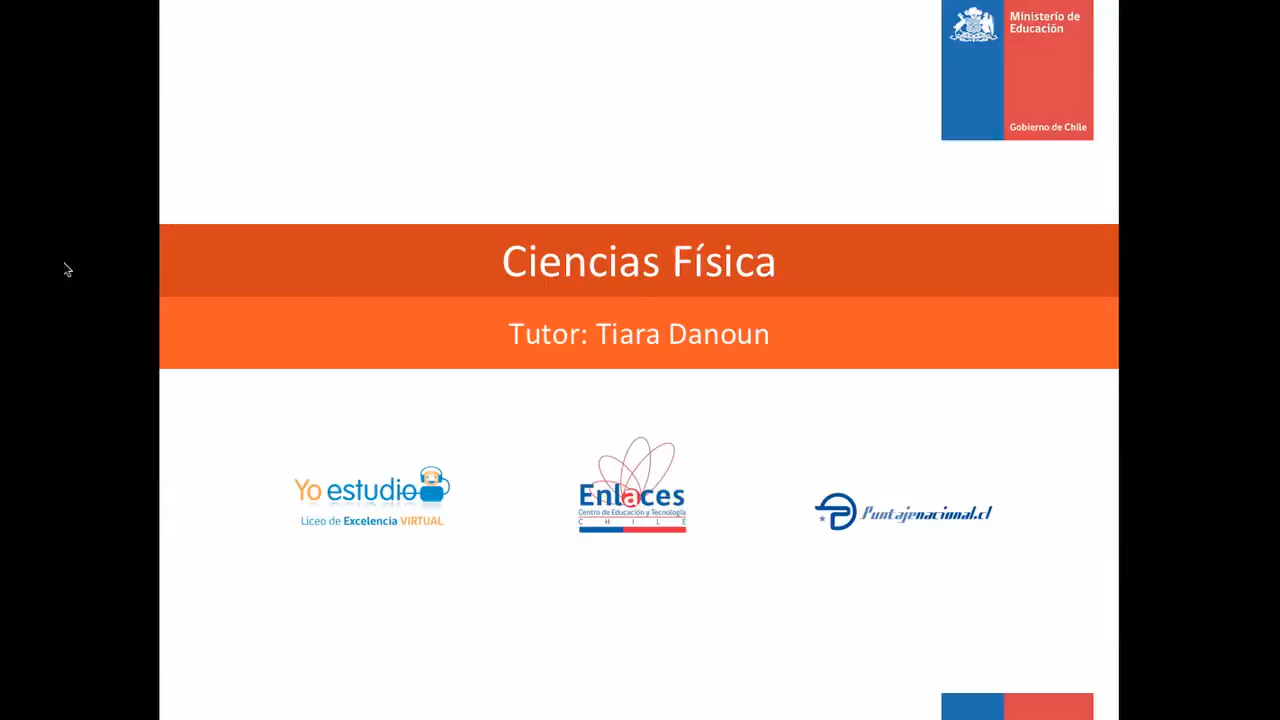 Ministerio de
Educación
Gobierno de Chile
Ciencias Física
Tutor: Tiara Danoun
Yo estudio
Liceo de Excelencia VIRTUAL
Enlaces
Centro de Educación y Tecnología
CHILE
Puntajenacional.cl